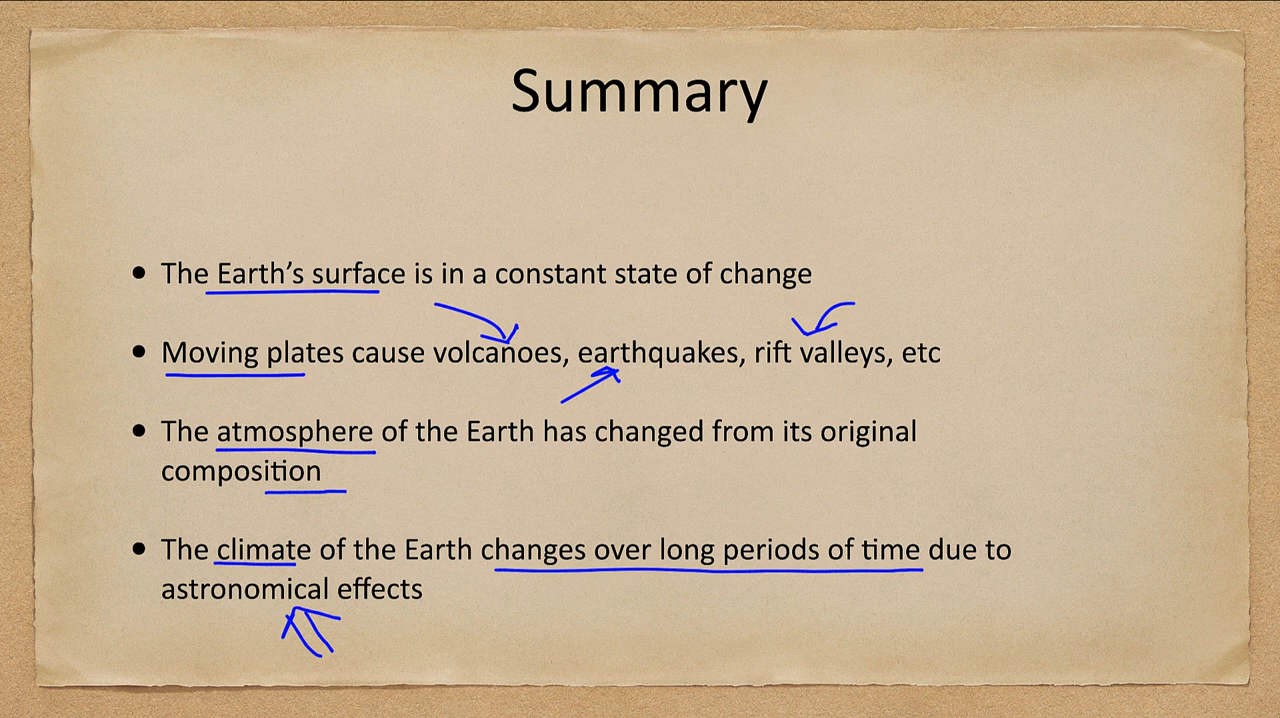 Summary
• The Earth's surface is in a constant state of change
• Moving plates cause volcanoes, earthquakes, rift valleys, etc
• The atmosphere of the Earth has changed from its original
composition
• The climate of the Earth changes over long periods of time due to
astronomical effects